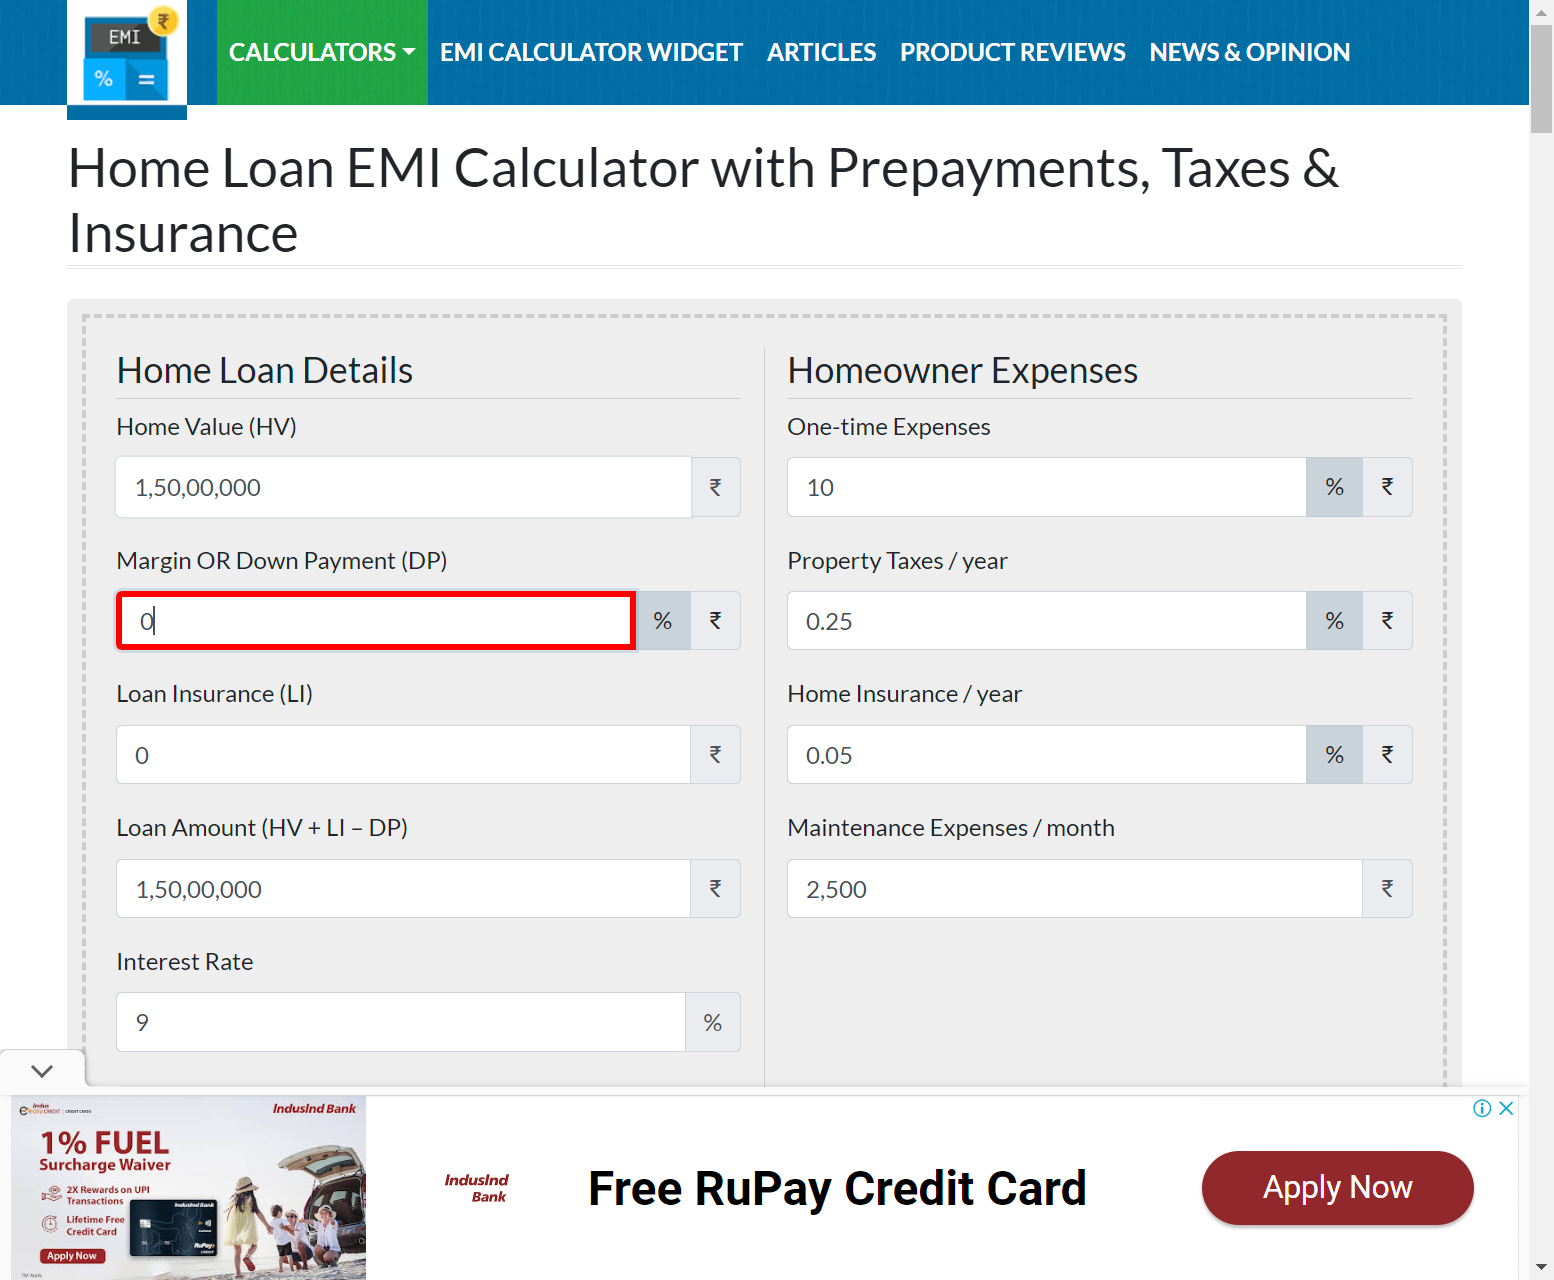 EMI
₹
%
=
CALCULATORS
EMI CALCULATOR WIDGET
ARTICLES
PRODUCT REVIEWS
NEWS & OPINION
Home Loan EMI Calculator with Prepayments, Taxes &
Insurance
Home Loan Details
Home Value (HV)
1,50,00,000 ₹
Margin OR Down Payment (DP)
0 % ₹
Loan Insurance (LI)
0 ₹
Loan Amount (HV + LI – DP)
1,50,00,000 ₹
Interest Rate
9 %
Homeowner Expenses
One-time Expenses
10 % ₹
Property Taxes / year
0.25 % ₹
Home Insurance / year
0.05 % ₹
Maintenance Expenses / month
2,500 ₹
IndusInd Bank
1% FUEL
Surcharge Waiver
2X Rewards on UPI
Transactions
Lifetime Free
Credit Card
Apply Now
IndusInd Bank
RuPay
IndusInd
Bank
Free RuPay Credit Card
Apply Now